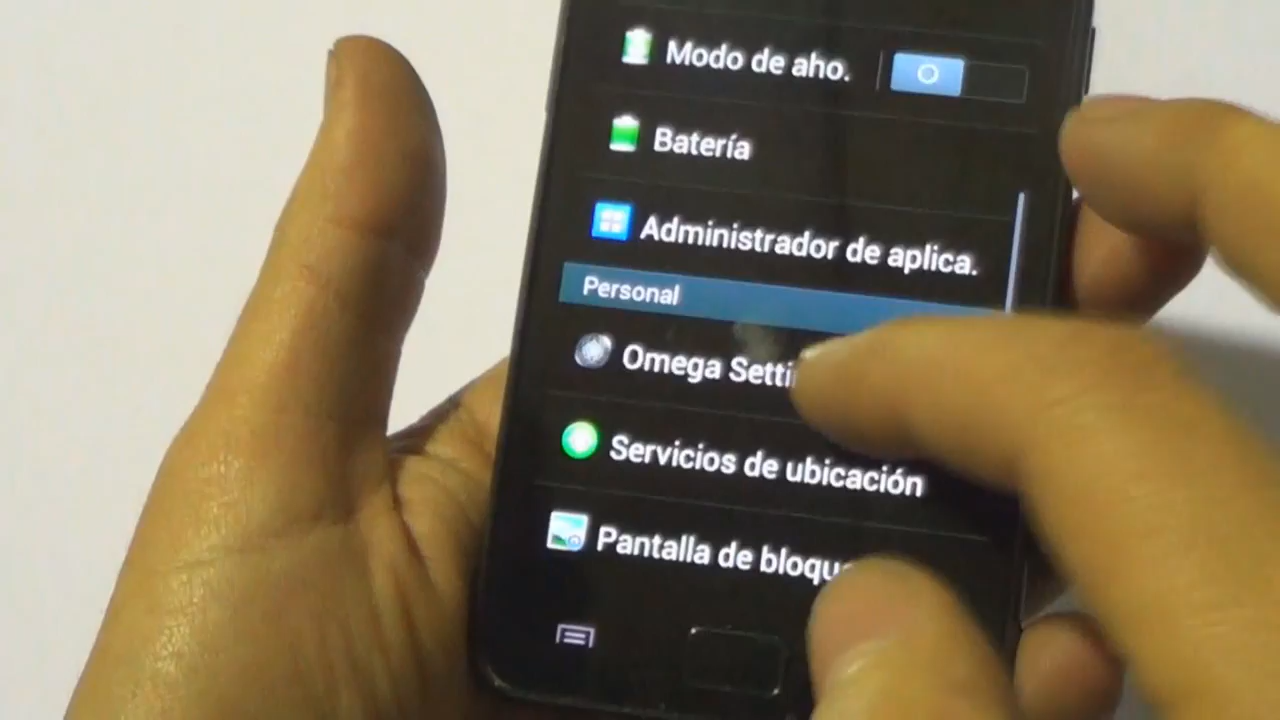 Modo de aho.
Batería
Administrador de aplica.
Personal
Omega Setti
Servicios de ubicación
Pantalla de bloqu